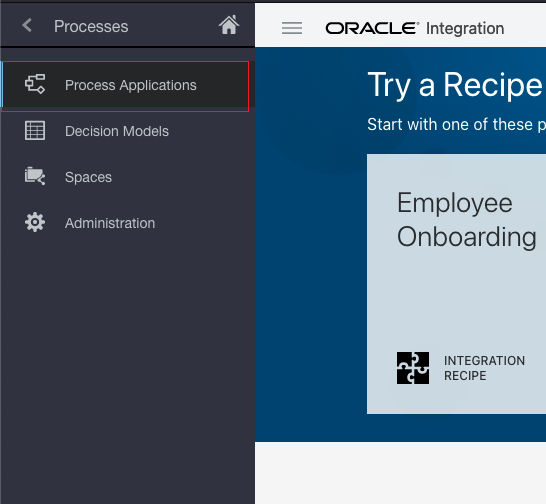 Processes
Process Applications
Decision Models
Spaces
Administration
ORACLE® Integration
Try a Recipe
Start with one of these p
Employee
Onboarding
INTEGRATION
RECIPE